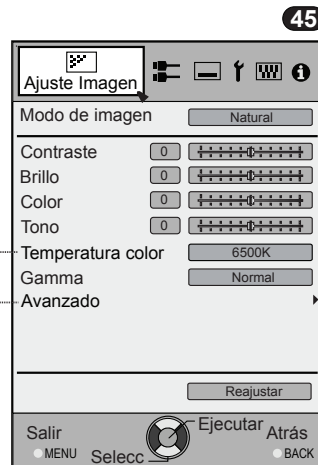 45
Ajuste Imagen
Modo de imagen Natural
Contraste 0
Brillo 0
Color 0
Tono 0
Temperatura color 6500K
Gamma Normal
Avanzado
Reajustar
Salir Ejecutar Atrás
MENU Selecc BACK